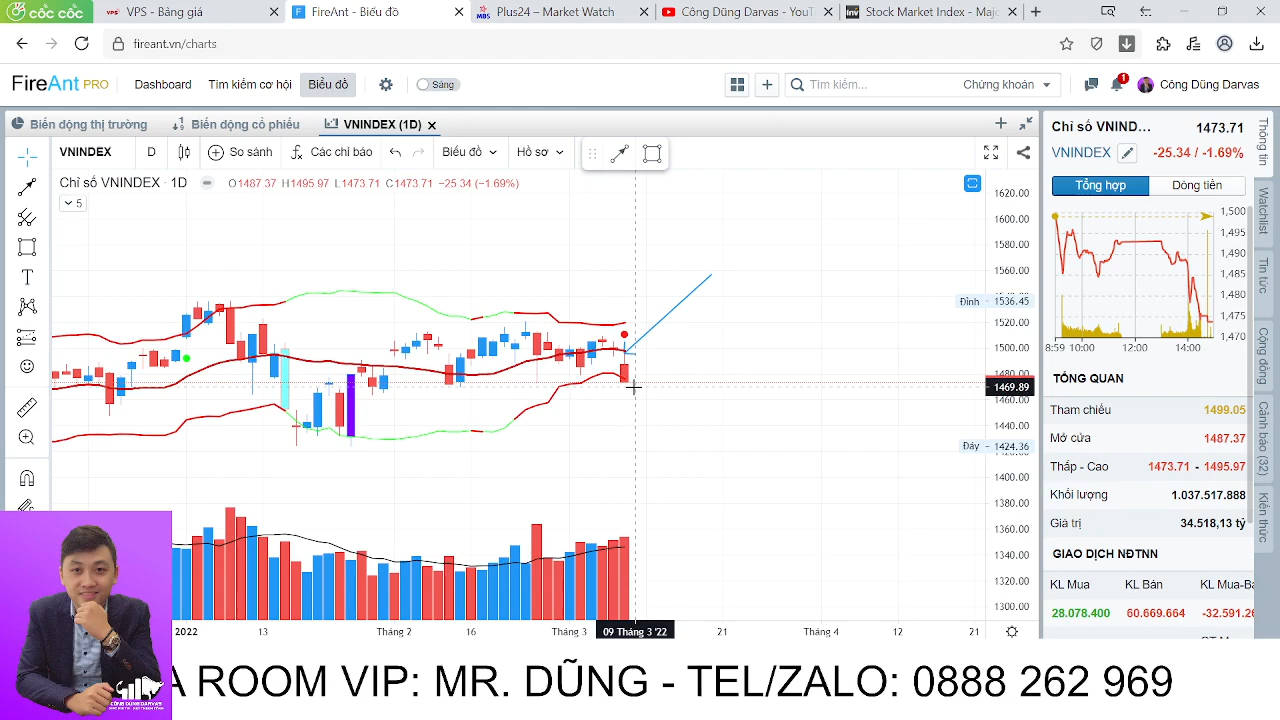 CỐC CỐC
VPS VPS - Bảng giá
FireAnt - Biểu đồ
MBS Plus24 – Market Watch
Công Dũng Darvas - YouT
Inv Stock Market Index - Majo
fireant.vn/charts
FireAnt PRO
Dashboard
Tìm kiếm cơ hội
Biểu đồ
Sáng
Tìm kiếm...
Chứng khoán
1
Công Dũng Darvas
Biến động thị trường
Biến động cổ phiếu
VNINDEX (1D)
VNINDEX
D
So sánh
Các chỉ báo
Biểu đồ
Hồ sơ
Chỉ số VNINDEX · 1D
O1487.37 H1495.97 L1473.71 C1473.71 −25.34 (−1.69%)
5
1620.00
1600.00
1580.00
1560.00
Đỉnh 1536.45
1520.00
1500.00
1480.00
1469.89
1460.00
1440.00
Đáy 1424.36
1400.00
1380.00
1360.00
1340.00
1320.00
1300.00
2022
13
Tháng 2
16
Tháng 3
09 Tháng 3 '22
21
Tháng 4
12
21
Chỉ số VNIND...
1473.71
VNINDEX
-25.34 / -1.69%
Tổng hợp
Dòng tiền
1,500
1,495
1,490
1,485
1,480
1,475
1,470
8:59 10:00 12:00 14:00
TỔNG QUAN
Tham chiếu 1499.05
Mở cửa 1487.37
Thấp - Cao 1473.71 - 1495.97
Khối lượng 1.037.517.888
Giá trị 34.518,13 tỷ
GIAO DỊCH NĐTNN
KL Mua KL Bán KL Mua-Bá
28.078.400 60.669.664 -32.591.26
Thông tin
Watchlist
Tin tức
Cộng đồng
Cảnh báo (32)
Kiến thức
CÔNG DŨNG DARVAS
A ROOM VIP: MR. DŨNG - TEL/ZALO: 0888 262 969